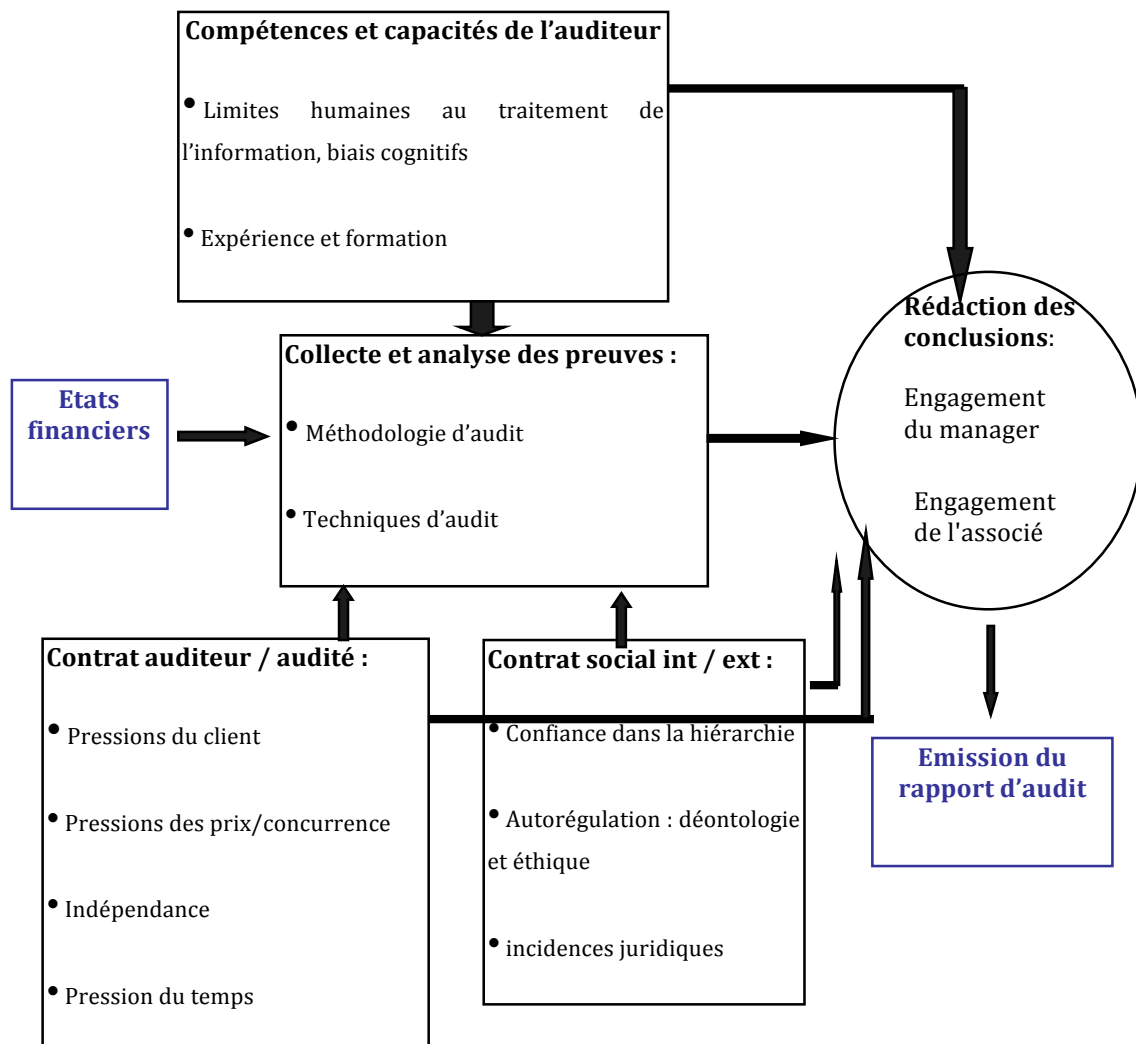 Compétences et capacités de l’auditeur
• Limites humaines au traitement de
l’information, biais cognitifs
• Expérience et formation
Collecte et analyse des preuves :
• Méthodologie d’audit
• Techniques d’audit
Etats
financiers
Rédaction des
conclusions:
Engagement
du manager
Engagement
de l'associé
Contrat auditeur / audité :
• Pressions du client
• Pressions des prix/concurrence
• Indépendance
• Pression du temps
Contrat social int / ext :
• Confiance dans la hiérarchie
• Autorégulation : déontologie
et éthique
• incidences juridiques
Emission du
rapport d’audit